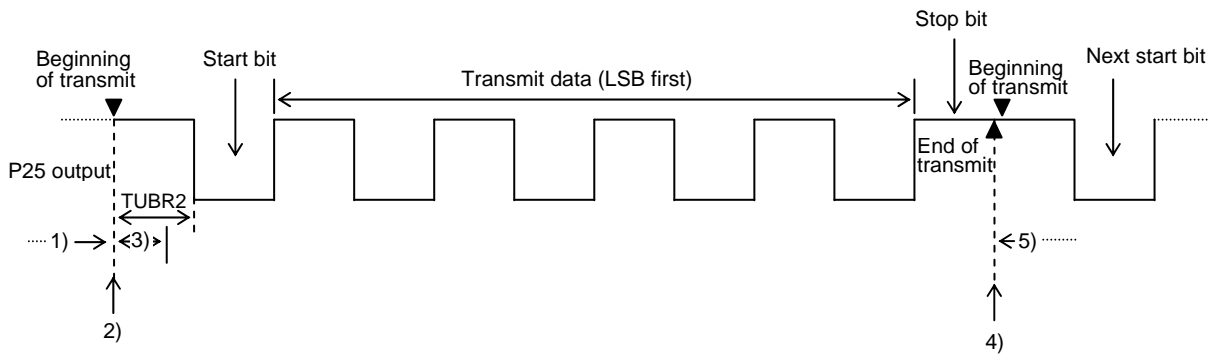 Stop bit
Beginning
of transmit
Start bit
Transmit data (LSB first)
Beginning
of transmit
Next start bit
P25 output
End of
transmit
TUBR2
1)
3)
5)
2)
4)